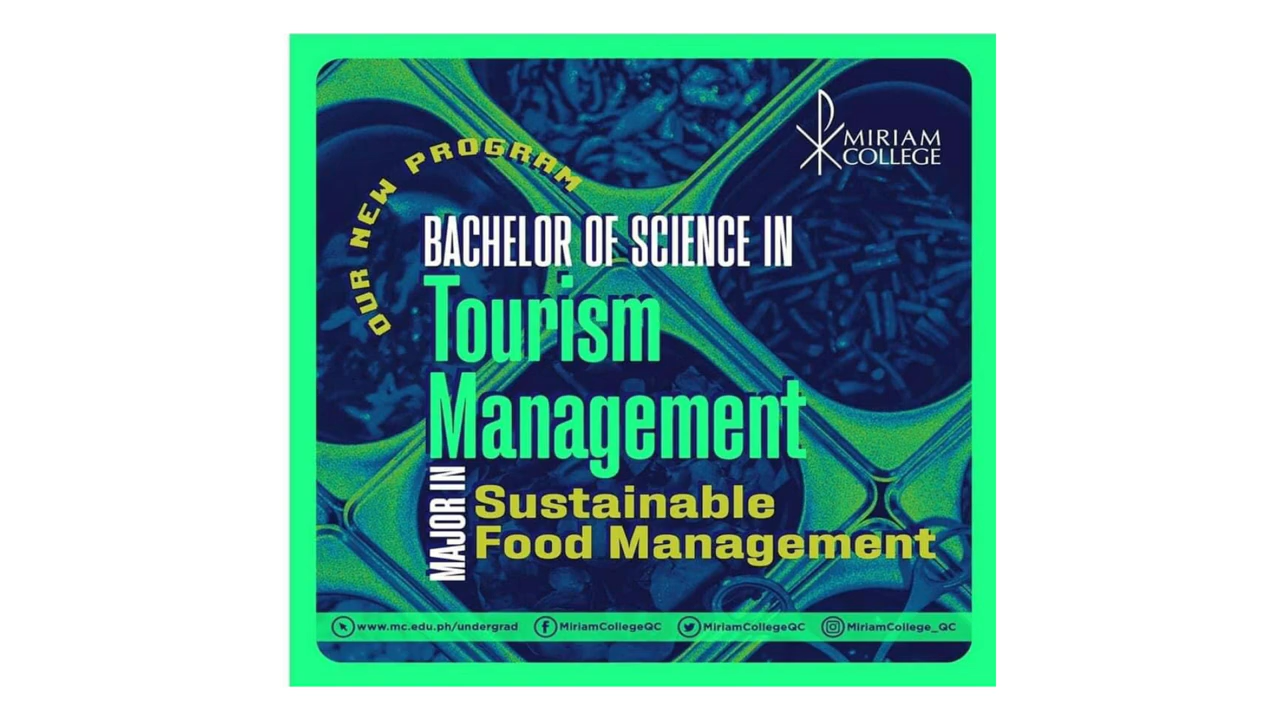 MIRIAM
COLLEGE
OUR NEW PROGRAM
BACHELOR OF SCIENCE IN
Tourism
Management
MAJOR IN
Sustainable
Food Management
www.mc.edu.ph/undergrad MiriamCollegeQC MiriamCollegeQC MiriamCollege_QC